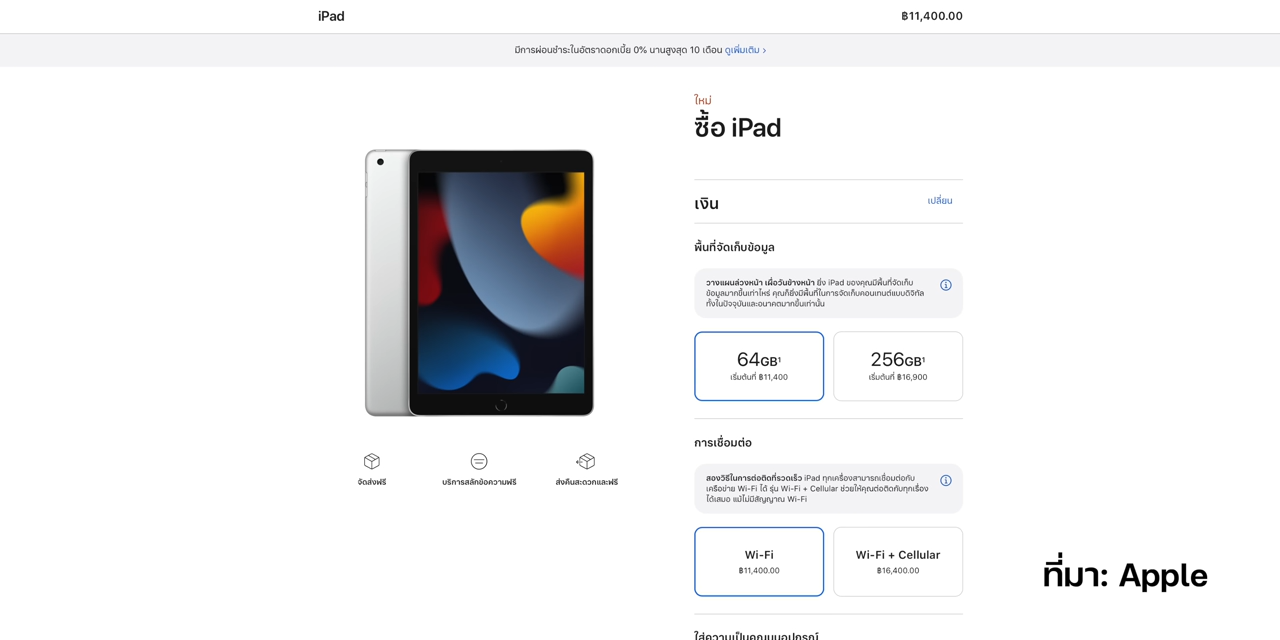 iPad
฿11,400.00
มีการผ่อนชำระในอัตราดอกเบี้ย 0% นานสูงสุด 10 เดือน ดูเพิ่มเติม ›
ใหม่
ซื้อ iPad
เงิน
เปลี่ยน
พื้นที่จัดเก็บข้อมูล
วางแผนล่วงหน้า เผื่อวันข้างหน้า ยิ่ง iPad ของคุณมีพื้นที่จัดเก็บ
ข้อมูลมากขึ้นเท่าไหร่ คุณก็ยิ่งมีพื้นที่ในการจัดเก็บคอนเทนต์แบบดิจิทัล
ทั้งในปัจจุบันและอนาคตมากขึ้นเท่านั้น
64GB¹
เริ่มต้นที่ ฿11,400
256GB¹
เริ่มต้นที่ ฿16,900
การเชื่อมต่อ
สองวิธีในการต่อติดที่รวดเร็ว iPad ทุกเครื่องสามารถเชื่อมต่อกับ
เครือข่าย Wi-Fi ได้ รุ่น Wi-Fi + Cellular ช่วยให้คุณต่อติดกับทุกเรื่อง
ได้เสมอ แม้ไม่มีสัญญาณ Wi-Fi
Wi-Fi
฿11,400.00
Wi-Fi + Cellular
฿16,400.00
จัดส่งฟรี
บริการสลักข้อความฟรี
ส่งคืนสะดวกและฟรี
ที่มา: Apple
ใส่ความเป็นคุณบนอุปกรณ์